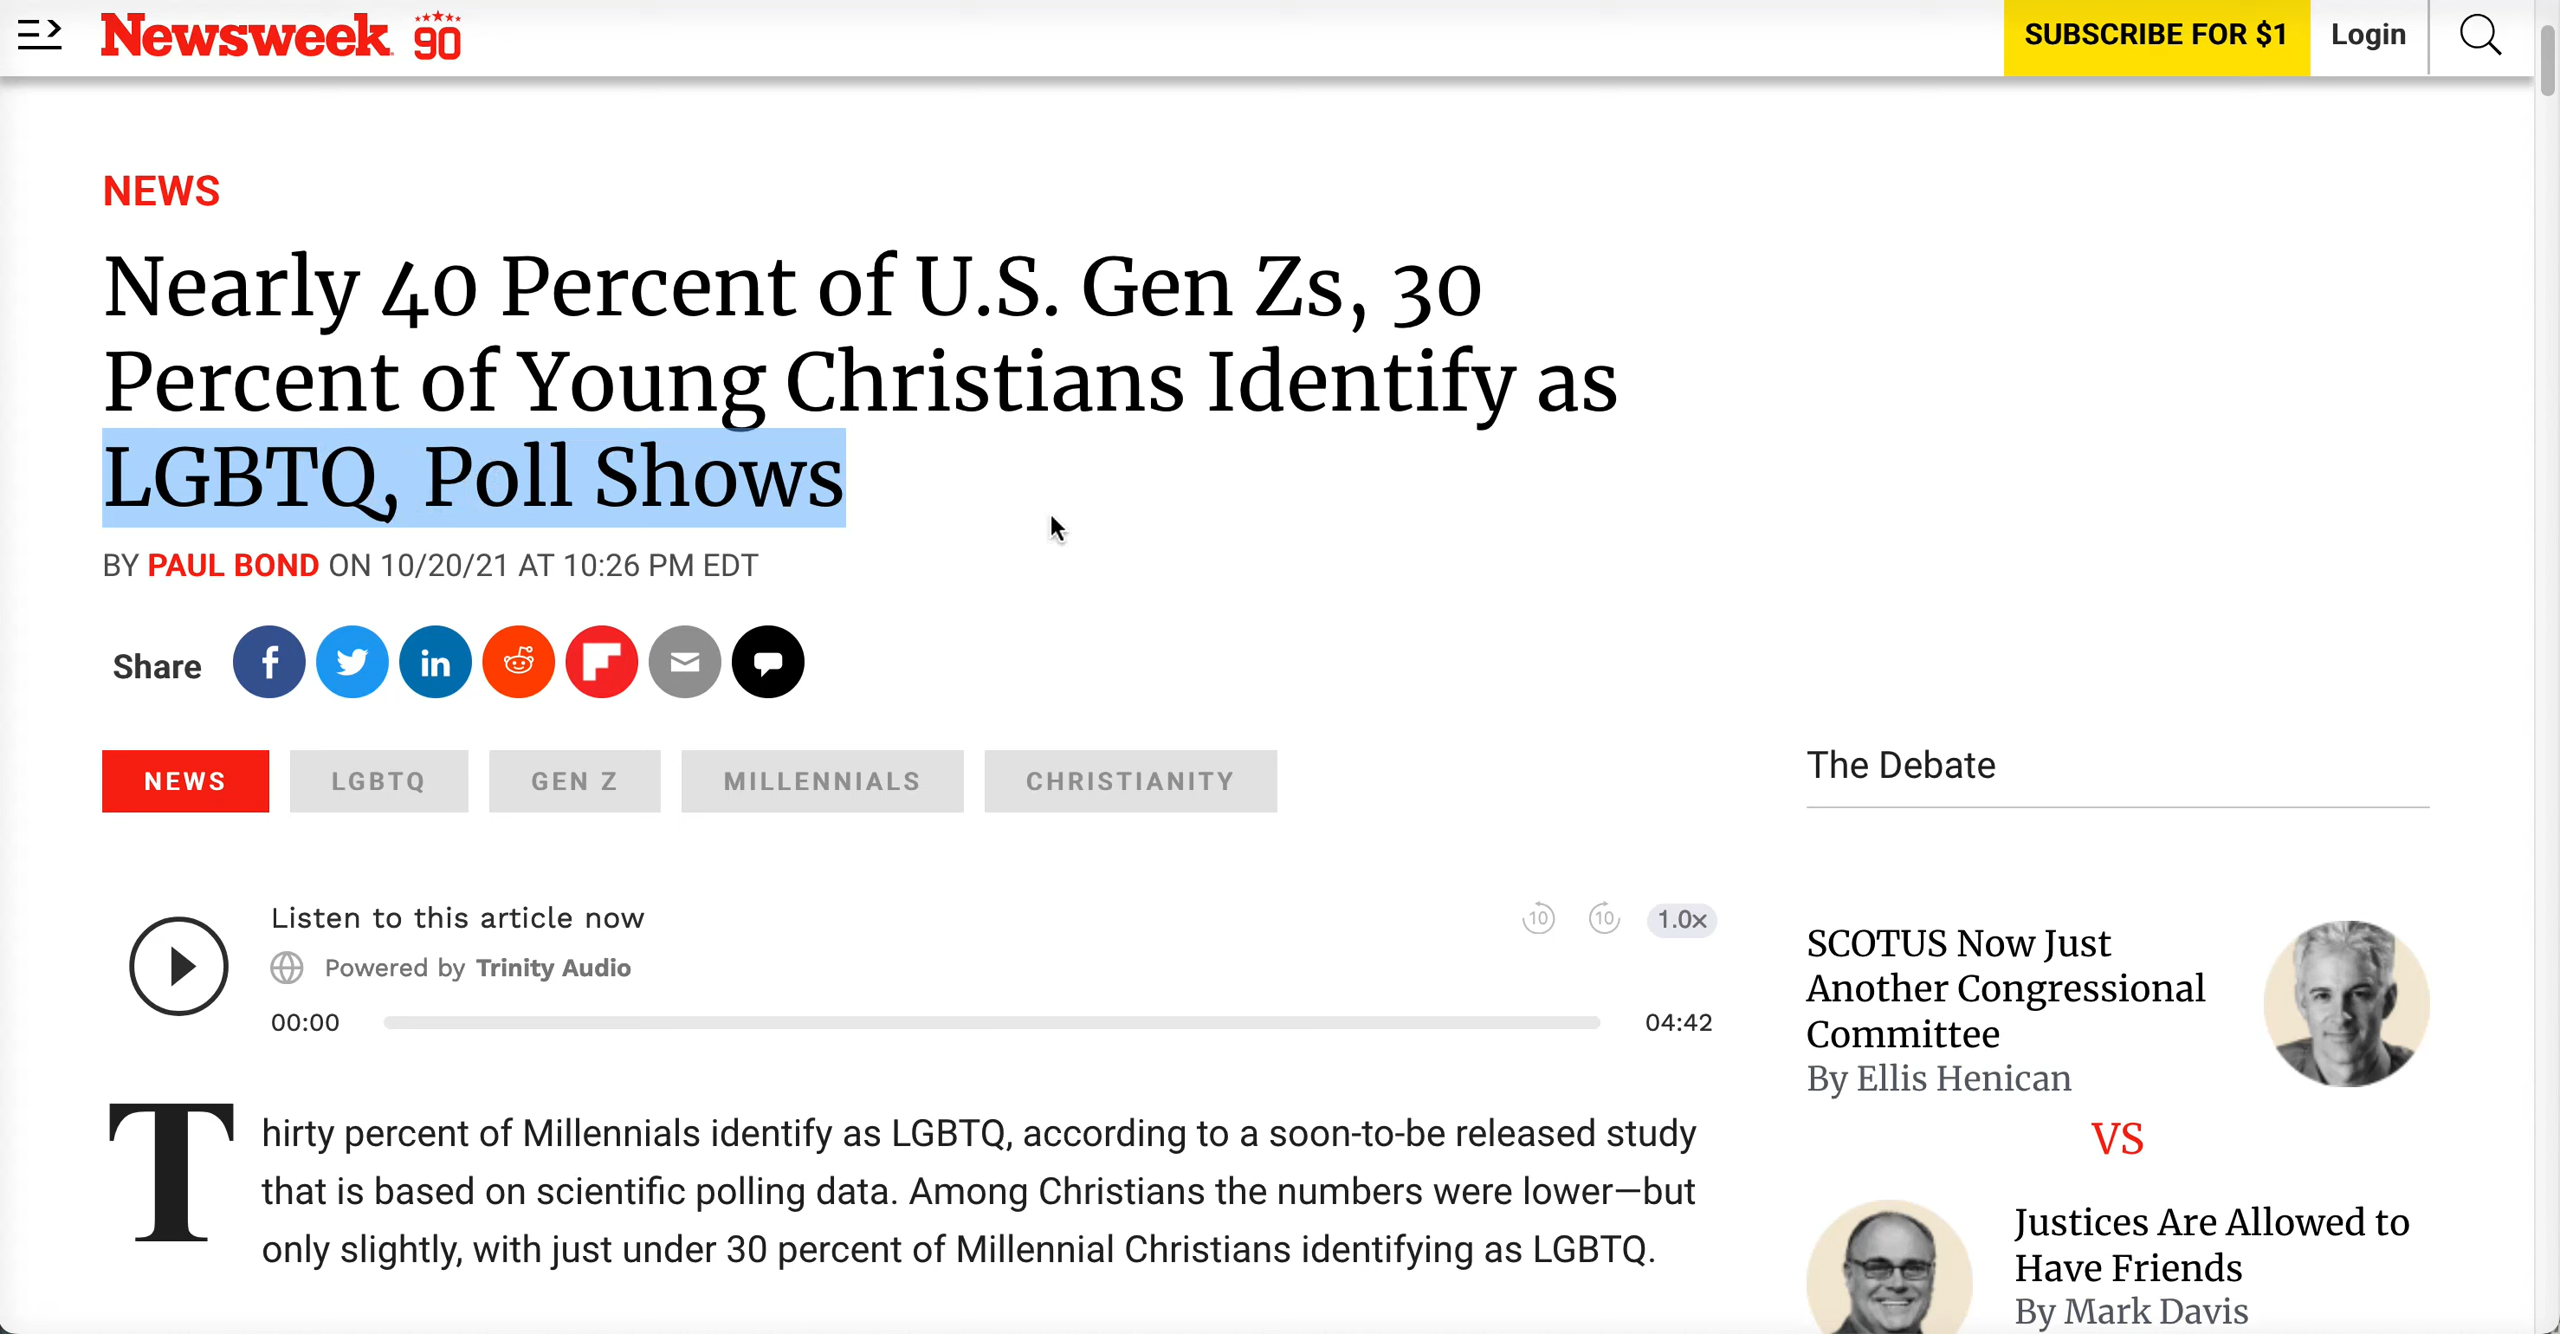 Newsweek 90
SUBSCRIBE FOR $1
Login
NEWS
Nearly 40 Percent of U.S. Gen Zs, 30
Percent of Young Christians Identify as
LGBTQ, Poll Shows
BY PAUL BOND ON 10/20/21 AT 10:26 PM EDT
Share
NEWS
LGBTQ
GEN Z
MILLENNIALS
CHRISTIANITY
Listen to this article now
10
10
1.0x
Powered by Trinity Audio
00:00
04:42
Thirty percent of Millennials identify as LGBTQ, according to a soon-to-be released study
that is based on scientific polling data. Among Christians the numbers were lower—but
only slightly, with just under 30 percent of Millennial Christians identifying as LGBTQ.
The Debate
SCOTUS Now Just
Another Congressional
Committee
By Ellis Henican
VS
Justices Are Allowed to
Have Friends
By Mark Davis